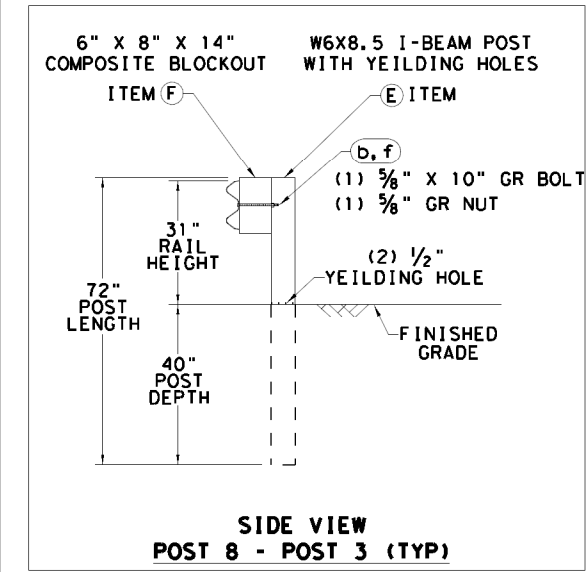 6" X 8" X 14"
COMPOSITE BLOCKOUT
ITEM F
W6X8.5 I-BEAM POST
WITH YEILDING HOLES
E ITEM
b, f
(1) 5/8" X 10" GR BOLT
(1) 5/8" GR NUT
31"
RAIL
HEIGHT
(2) 1/2"
YEILDING HOLE
72"
POST
LENGTH
FINISHED
GRADE
40"
POST
DEPTH
SIDE VIEW
POST 8 - POST 3 (TYP)